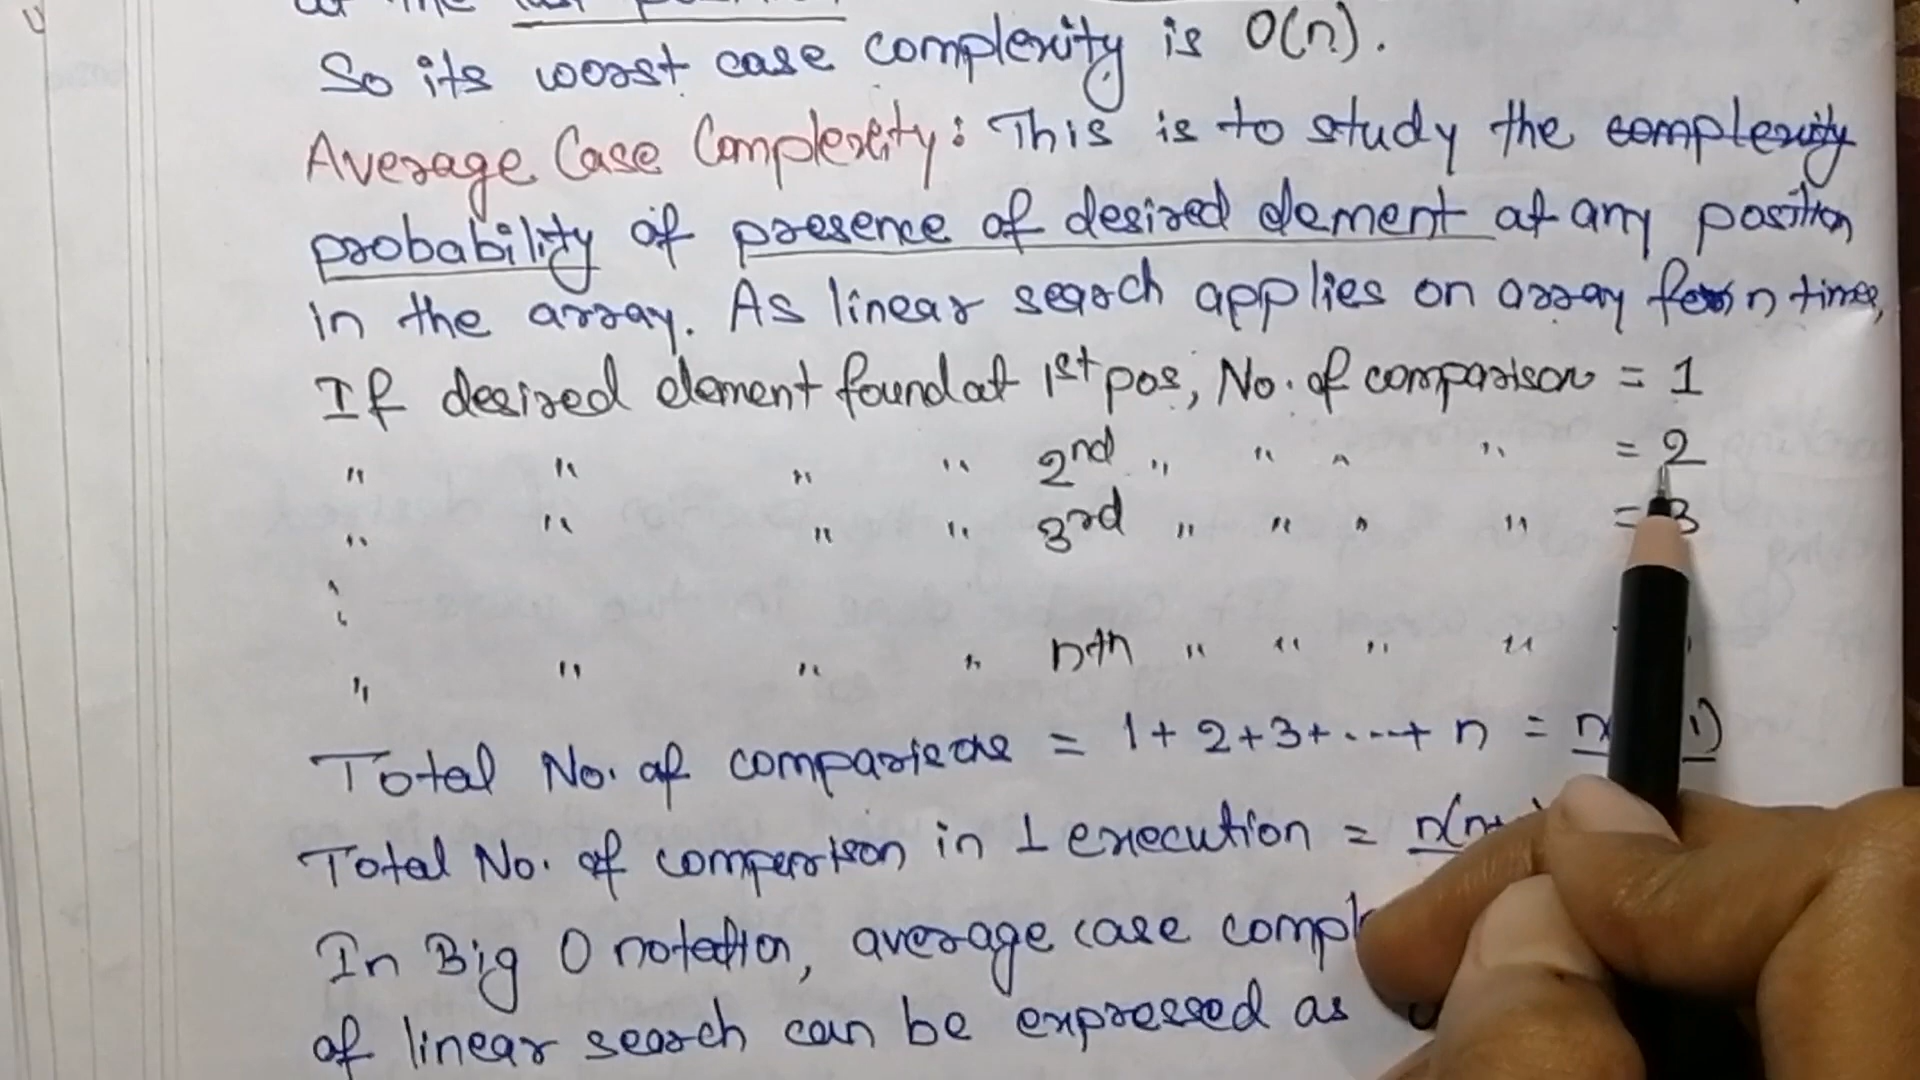 So its worst case complexity is O(n).
Average Case Complexity: This is to study the complexity
probability of presence of desired element at any position
in the array. As linear search applies on array for n times,
If desired element found at 1st pos, No. of comparison = 1
" " " " 2nd " " " " = 2
" " " " 3rd " " " " = 3
:
" " " " nth " " " "
Total No. of comparisons = 1+2+3+...+ n = n 1)
Total No. of comparison in 1 execution = n(n+
In Big O notation, average case compl
of linear search can be expressed as